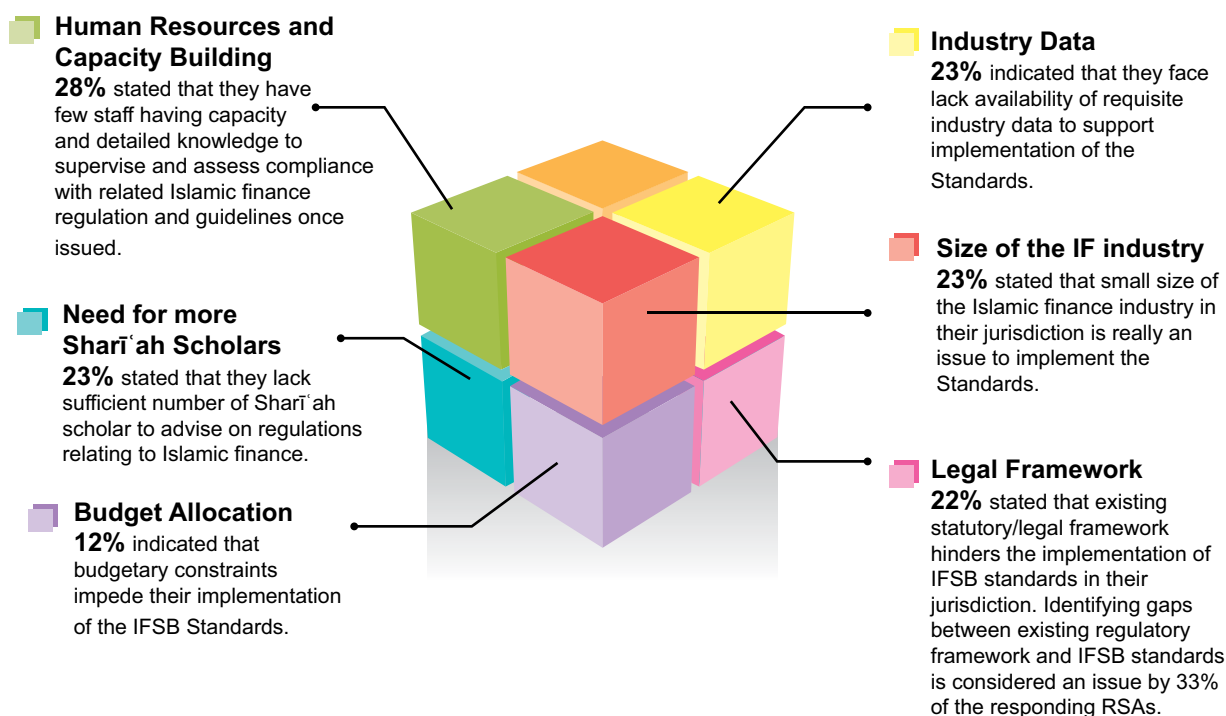 Human Resources and
Capacity Building
28% stated that they have
few staff having capacity
and detailed knowledge to
supervise and assess compliance
with related Islamic finance
regulation and guidelines once
issued.
Need for more
Sharīʿah Scholars
23% stated that they lack
sufficient number of Sharīʿah
scholar to advise on regulations
relating to Islamic finance.
Budget Allocation
12% indicated that
budgetary constraints
impede their implementation
of the IFSB Standards.
Industry Data
23% indicated that they face
lack availability of requisite
industry data to support
implementation of the
Standards.
Size of the IF industry
23% stated that small size of
the Islamic finance industry in
their jurisdiction is really an
issue to implement the
Standards.
Legal Framework
22% stated that existing
statutory/legal framework
hinders the implementation of
IFSB standards in their
jurisdiction. Identifying gaps
between existing regulatory
framework and IFSB standards
is considered an issue by 33%
of the responding RSAs.